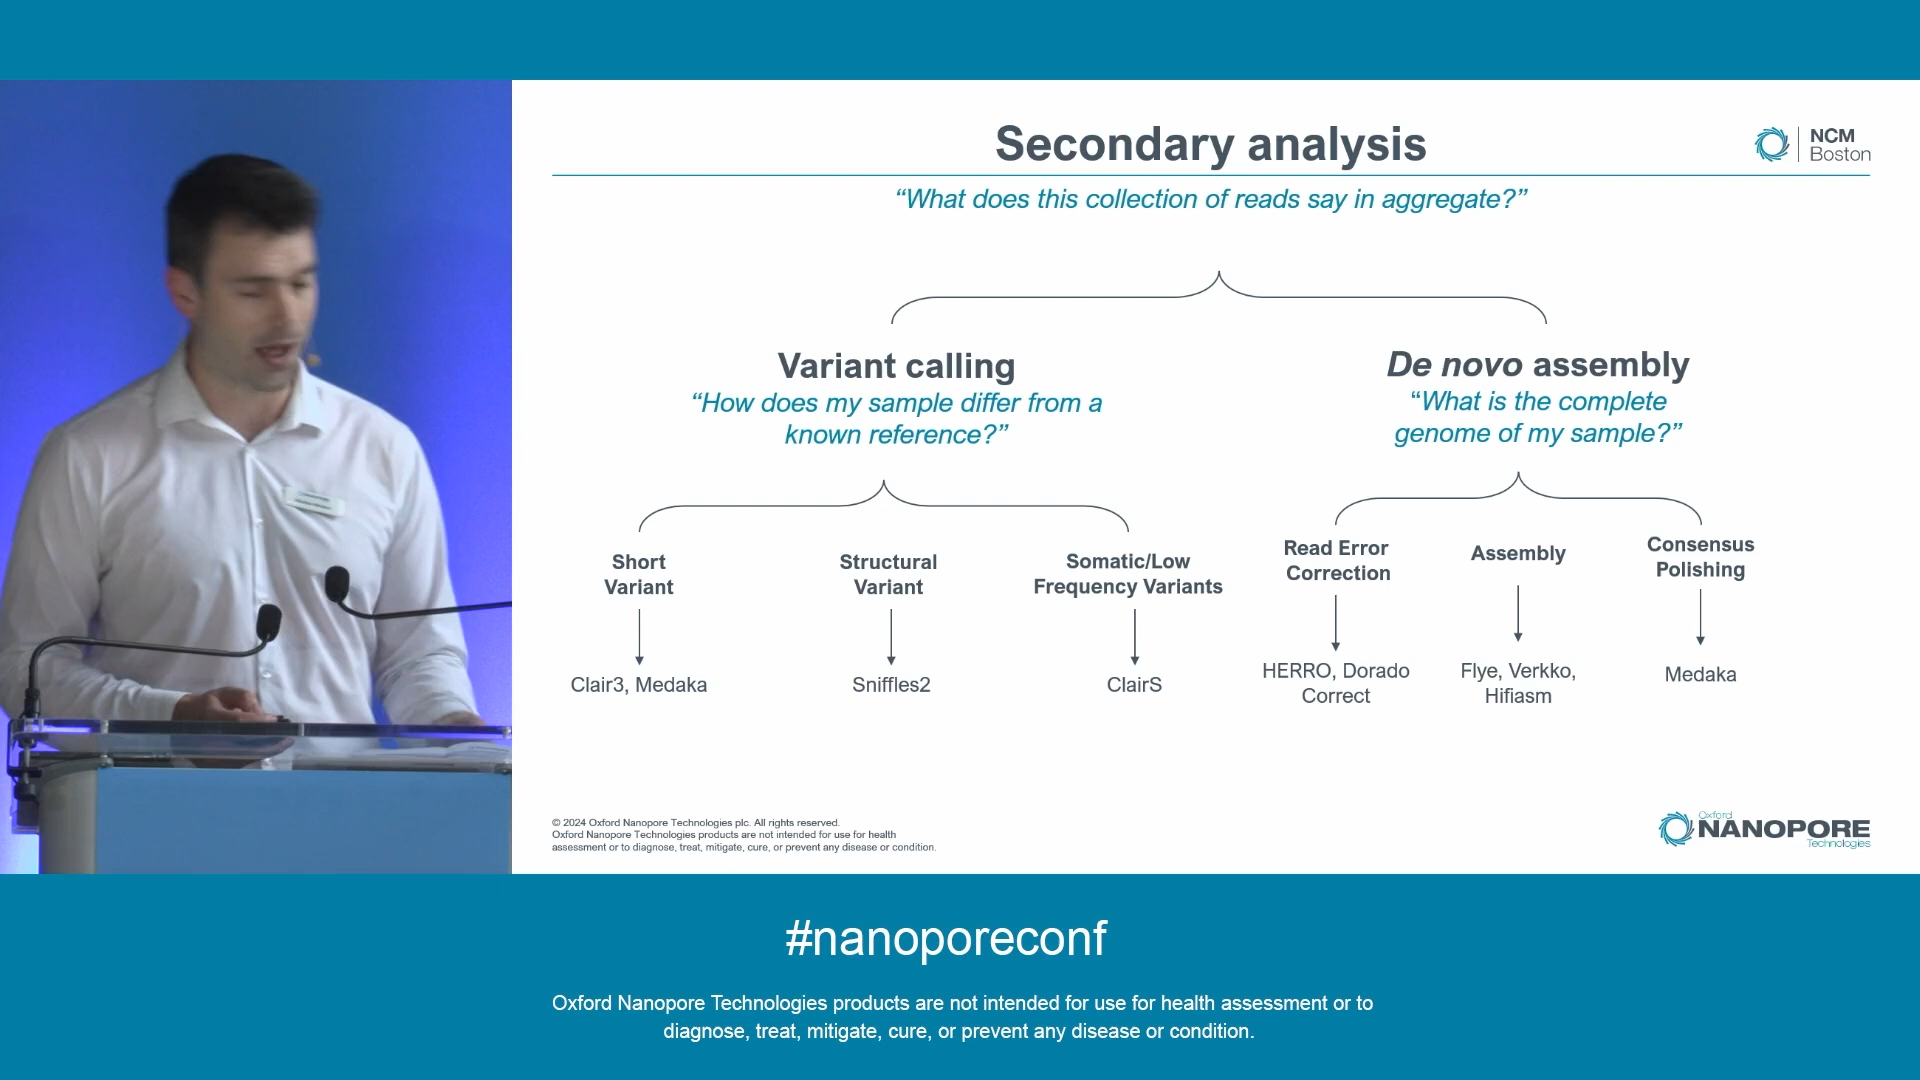 Secondary analysis
NCM
Boston
“What does this collection of reads say in aggregate?”
Variant calling
“How does my sample differ from a
known reference?”
De novo assembly
“What is the complete
genome of my sample?”
Short
Variant
Structural
Variant
Somatic/Low
Frequency Variants
Read Error
Correction
Assembly
Consensus
Polishing
Clair3, Medaka
Sniffles2
ClairS
HERRO, Dorado
Correct
Flye, Verkko,
Hifiasm
Medaka
© 2024 Oxford Nanopore Technologies plc. All rights reserved.
Oxford Nanopore Technologies products are not intended for use for health
assessment or to diagnose, treat, mitigate, cure, or prevent any disease or condition.
Oxford
NANOPORE
Technologies
#nanoporeconf
Oxford Nanopore Technologies products are not intended for use for health assessment or to
diagnose, treat, mitigate, cure, or prevent any disease or condition.